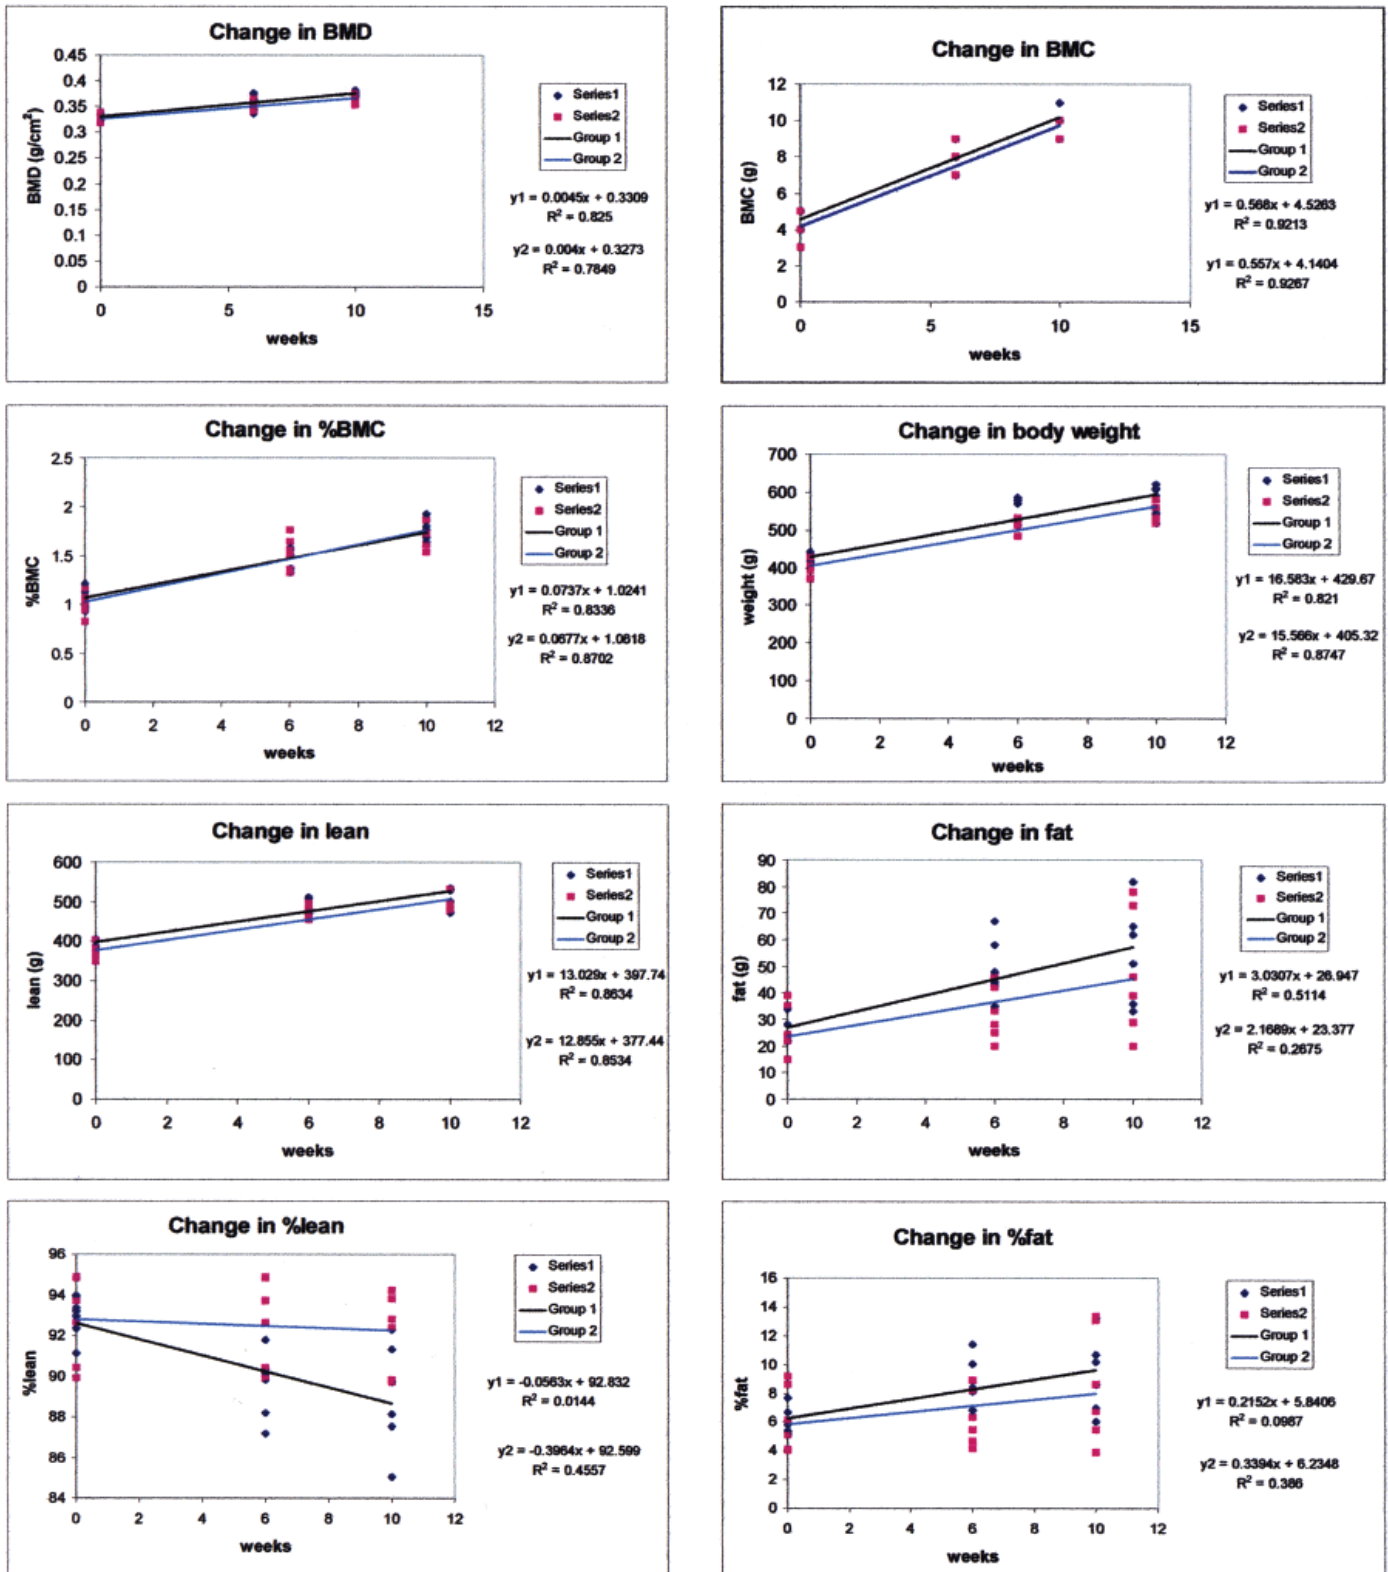 Change in BMD
0.45
0.4
0.35
0.3
0.25
0.2
0.15
0.1
0.05
0
BMD (g/cm²)
0 5 10 15
weeks
Series1
Series2
Group 1
Group 2
y1 = 0.0045x + 0.3309
R² = 0.825
y2 = 0.004x + 0.3273
R² = 0.7849
Change in BMC
12
10
8
6
4
2
0
BMC (g)
0 5 10 15
weeks
Series1
Series2
Group 1
Group 2
y1 = 0.568x + 4.5263
R² = 0.9213
y1 = 0.557x + 4.1404
R² = 0.9267
Change in %BMC
2.5
2
1.5
1
0.5
0
%BMC
0 2 4 6 8 10 12
weeks
Series1
Series2
Group 1
Group 2
y1 = 0.0737x + 1.0241
R² = 0.8336
y2 = 0.0677x + 1.0618
R² = 0.8702
Change in body weight
700
600
500
400
300
200
100
0
weight (g)
0 2 4 6 8 10 12
weeks
Series1
Series2
Group 1
Group 2
y1 = 16.583x + 429.67
R² = 0.821
y2 = 15.566x + 405.32
R² = 0.8747
Change in lean
600
500
400
300
200
100
0
lean (g)
0 2 4 6 8 10 12
weeks
Series1
Series2
Group 1
Group 2
y1 = 13.029x + 397.74
R² = 0.8634
y2 = 12.855x + 377.44
R² = 0.8534
Change in fat
90
80
70
60
50
40
30
20
10
0
fat (g)
0 2 4 6 8 10 12
weeks
Series1
Series2
Group 1
Group 2
y1 = 3.0307x + 26.947
R² = 0.5114
y2 = 2.1689x + 23.377
R² = 0.2675
Change in %lean
96
94
92
90
88
86
84
%lean
0 2 4 6 8 10 12
weeks
Series1
Series2
Group 1
Group 2
y1 = -0.0563x + 92.832
R² = 0.0144
y2 = -0.3964x + 92.599
R² = 0.4557
Change in %fat
16
14
12
10
8
6
4
2
0
%fat
0 2 4 6 8 10 12
weeks
Series1
Series2
Group 1
Group 2
y1 = 0.2152x + 5.8406
R² = 0.0987
y2 = 0.3394x + 6.2348
R² = 0.386